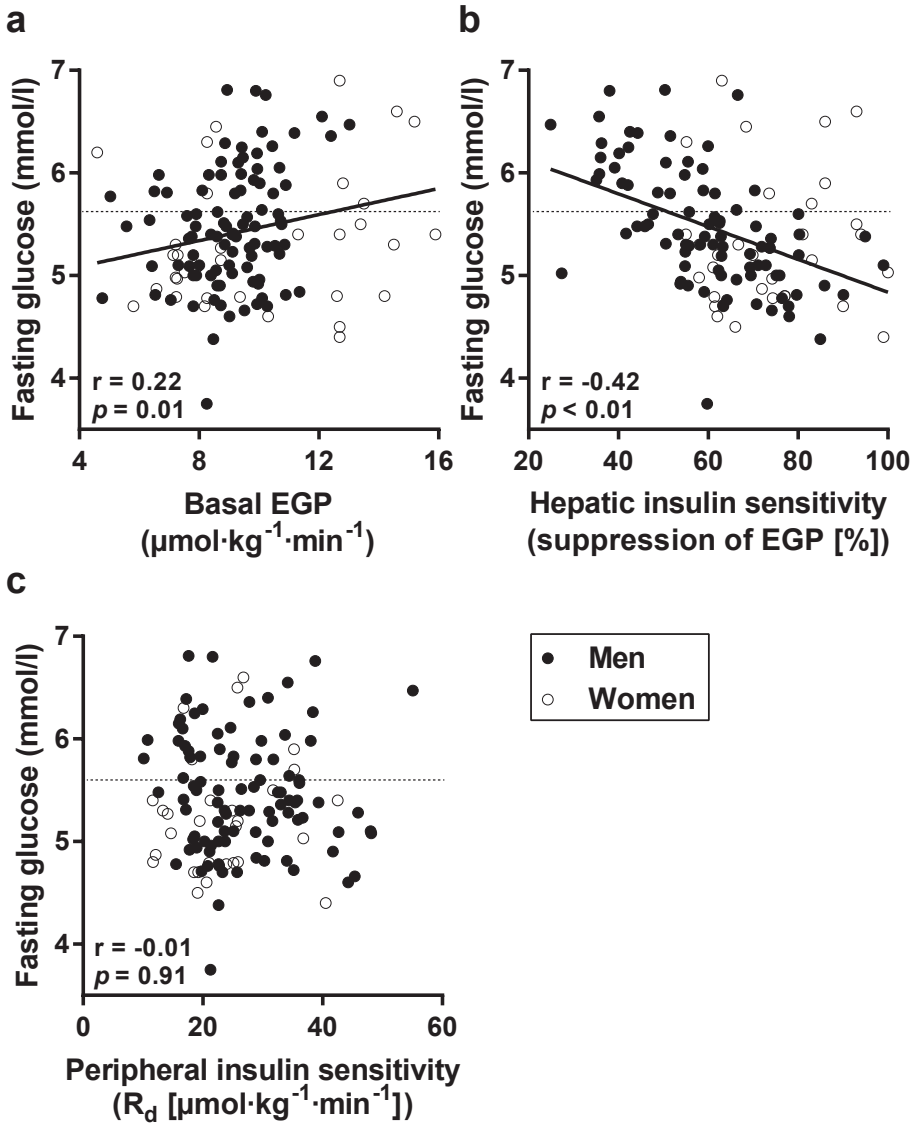 a
Fasting glucose (mmol/l)
7
6
5
4
r = 0.22
p = 0.01
4 8 12 16
Basal EGP
(µmol·kg⁻¹·min⁻¹)
b
Fasting glucose (mmol/l)
7
6
5
4
r = -0.42
p < 0.01
20 40 60 80 100
Hepatic insulin sensitivity
(suppression of EGP [%])
c
Fasting glucose (mmol/l)
7
6
5
4
r = -0.01
p = 0.91
0 20 40 60
Peripheral insulin sensitivity
(R_d [µmol·kg⁻¹·min⁻¹])
Men
Women